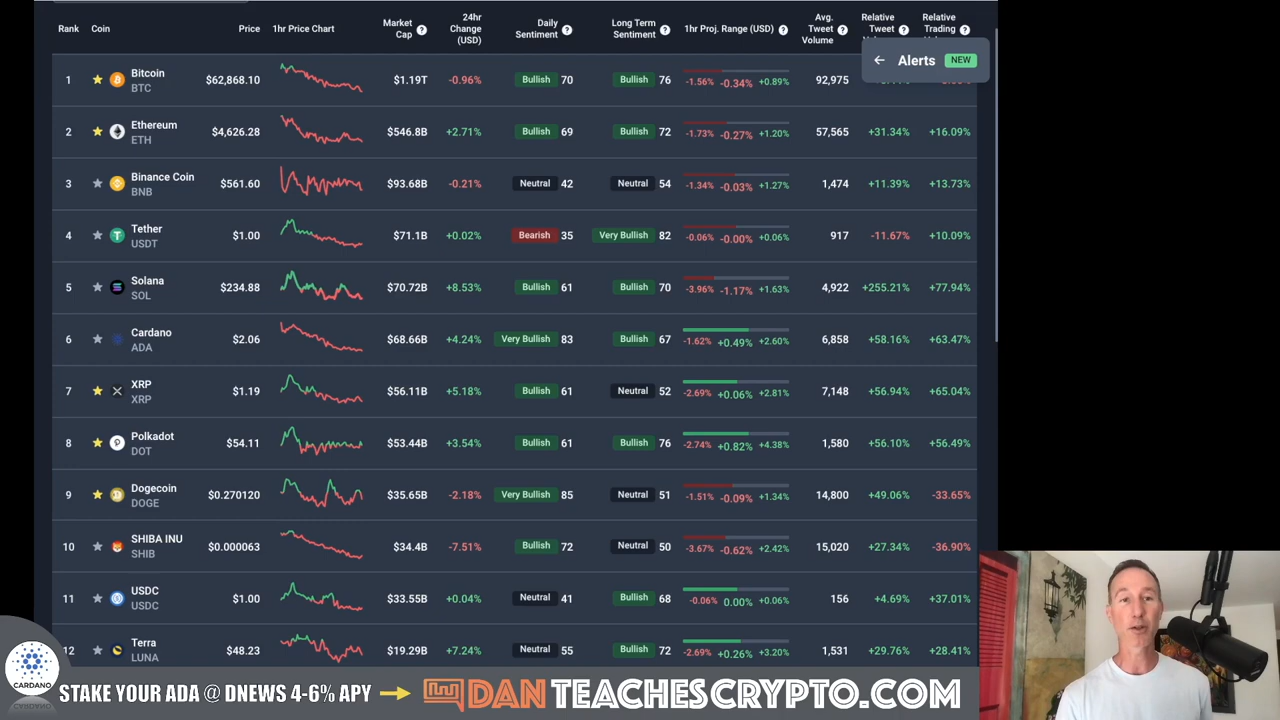 Rank Coin Price 1hr Price Chart Market Cap ? 24hr Change (USD) Daily Sentiment ? Long Term Sentiment ? 1hr Proj. Range (USD) ? Avg. Tweet Volume ? Relative Tweet ? Relative Trading ?
← Alerts NEW
1 Bitcoin BTC $62,868.10 $1.19T -0.96% Bullish 70 Bullish 76 -1.56% -0.34% +0.89% 92,975
2 Ethereum ETH $4,626.28 $546.8B +2.71% Bullish 69 Bullish 72 -1.73% -0.27% +1.20% 57,565 +31.34% +16.09%
3 Binance Coin BNB $561.60 $93.68B -0.21% Neutral 42 Neutral 54 -1.34% -0.03% +1.27% 1,474 +11.39% +13.73%
4 Tether USDT $1.00 $71.1B +0.02% Bearish 35 Very Bullish 82 -0.06% -0.00% +0.06% 917 -11.67% +10.09%
5 Solana SOL $234.88 $70.72B +8.53% Bullish 61 Bullish 70 -3.96% -1.17% +1.63% 4,922 +255.21% +77.94%
6 Cardano ADA $2.06 $68.66B +4.24% Very Bullish 83 Bullish 67 -1.62% +0.49% +2.60% 6,858 +58.16% +63.47%
7 XRP XRP $1.19 $56.11B +5.18% Bullish 61 Neutral 52 -2.69% +0.06% +2.81% 7,148 +56.94% +65.04%
8 Polkadot DOT $54.11 $53.44B +3.54% Bullish 61 Bullish 76 -2.74% +0.82% +4.38% 1,580 +56.10% +56.49%
9 Dogecoin DOGE $0.270120 $35.65B -2.18% Very Bullish 85 Neutral 51 -1.51% -0.09% +1.34% 14,800 +49.06% -33.65%
10 SHIBA INU SHIB $0.000063 $34.4B -7.51% Bullish 72 Neutral 50 -3.67% -0.62% +2.42% 15,020 +27.34% -36.90%
11 USDC USDC $1.00 $33.55B +0.04% Neutral 41 Bullish 68 -0.06% 0.00% +0.06% 156 +4.69% +37.01%
12 Terra LUNA $48.23 $19.29B +7.24% Neutral 55 Bullish 72 -2.69% +0.26% +3.20% 1,531 +29.76% +28.41%
CARDANO
STAKE YOUR ADA @ DNEWS 4-6% APY → DAN TEACHESCRYPTO.COM